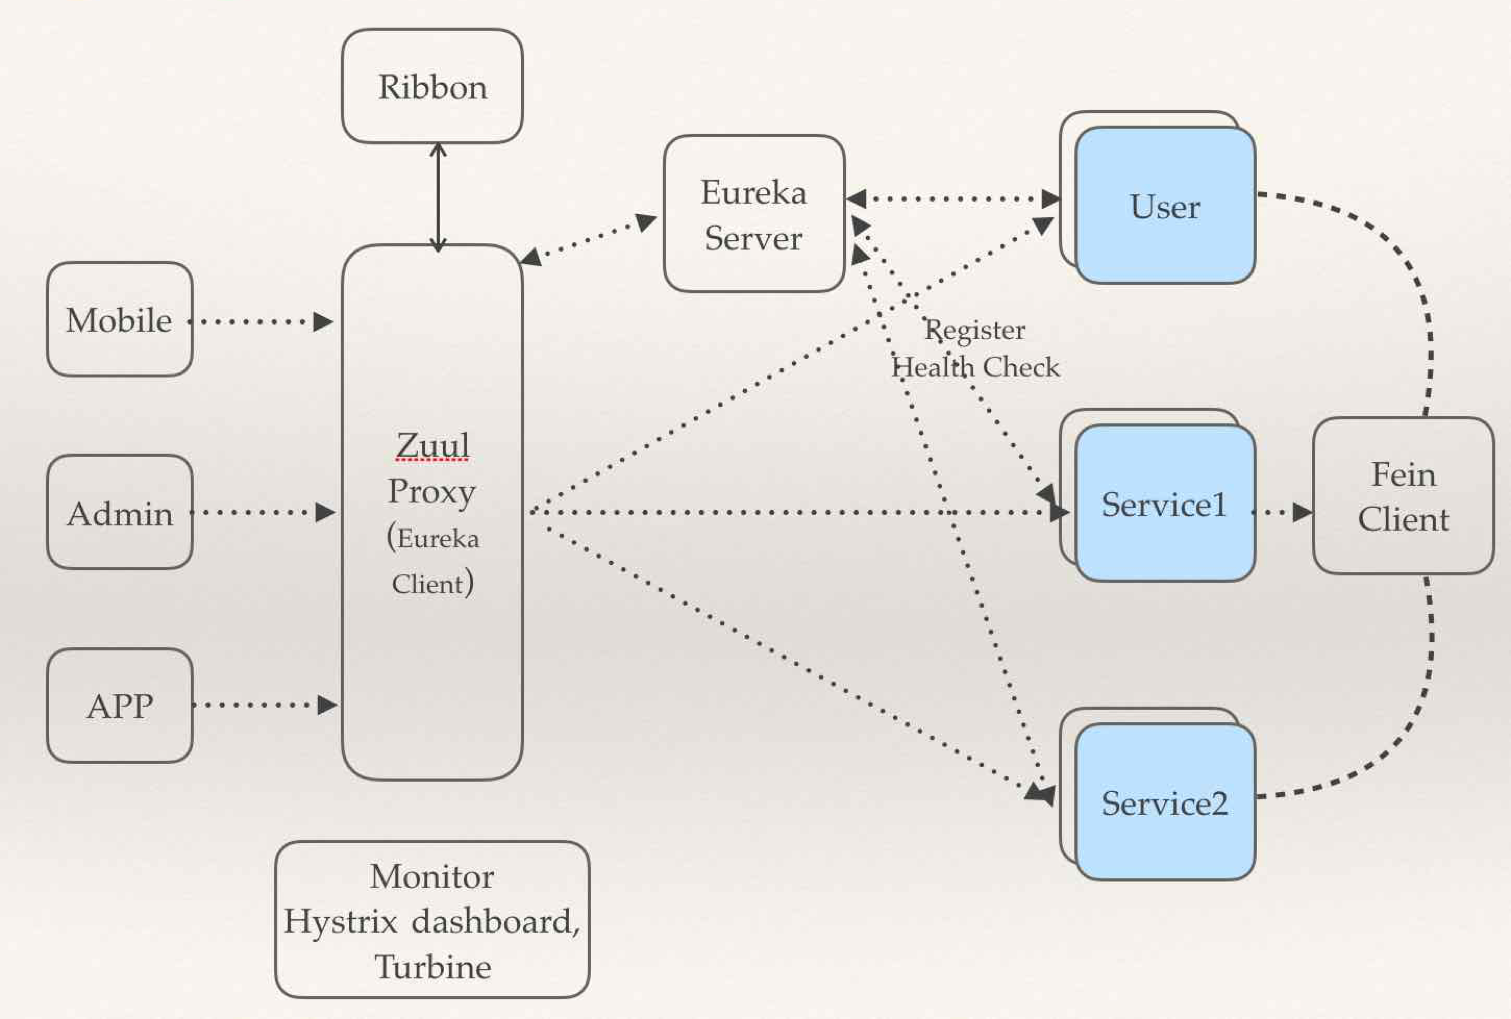 Ribbon
Eureka
Server
User
Mobile
Register
Health Check
Zuul
Proxy
(Eureka
Client)
Admin
Service1
Fein
Client
APP
Service2
Monitor
Hystrix dashboard,
Turbine